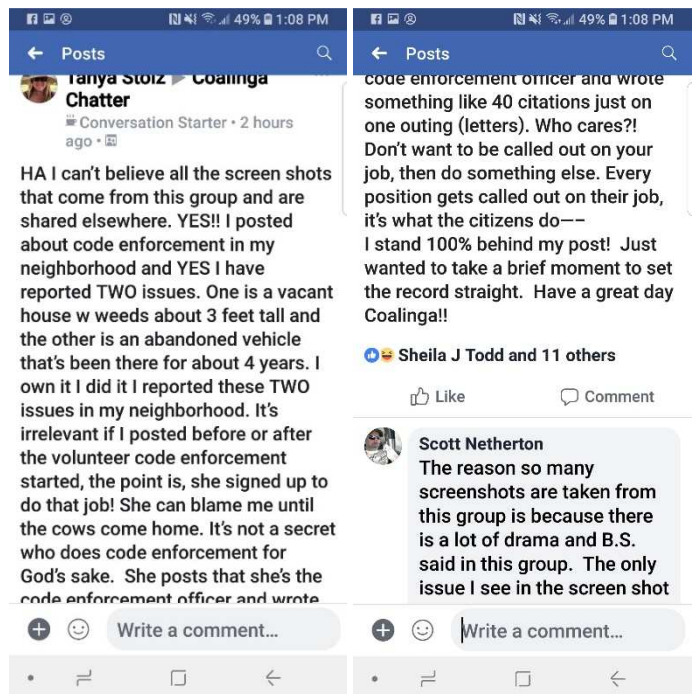 49% 1:08 PM
Posts
Tanya Stolz ▶ Coalinga
Chatter
Conversation Starter • 2 hours
ago •
HA I can't believe all the screen shots
that come from this group and are
shared elsewhere. YES!! I posted
about code enforcement in my
neighborhood and YES I have
reported TWO issues. One is a vacant
house w weeds about 3 feet tall and
the other is an abandoned vehicle
that's been there for about 4 years. I
own it I did it I reported these TWO
issues in my neighborhood. It's
irrelevant if I posted before or after
the volunteer code enforcement
started, the point is, she signed up to
do that job! She can blame me until
the cows come home. It's not a secret
who does code enforcement for
God's sake.  She posts that she's the
code enforcement officer and wrote
Write a comment...
49% 1:08 PM
Posts
code enforcement officer and wrote
something like 40 citations just on
one outing (letters). Who cares?!
Don't want to be called out on your
job, then do something else. Every
position gets called out on their job,
it's what the citizens do—–
I stand 100% behind my post!  Just
wanted to take a brief moment to set
the record straight.  Have a great day
Coalinga!!
Sheila J Todd and 11 others
Like Comment
Scott Netherton
The reason so many
screenshots are taken from
this group is because there
is a lot of drama and B.S.
said in this group.  The only
issue I see in the screen shot
Write a comment...